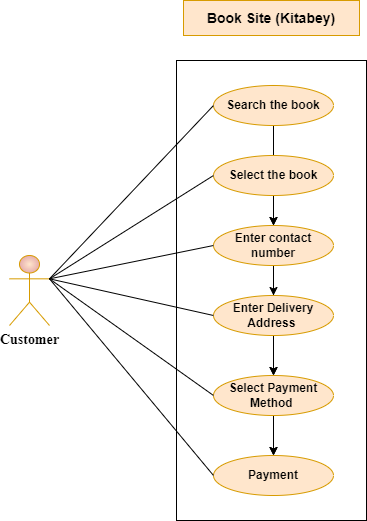 Book Site (Kitabey)
Search the book
Select the book
Enter contact
number
Enter Delivery
Address
Customer
Select Payment
Method
Payment